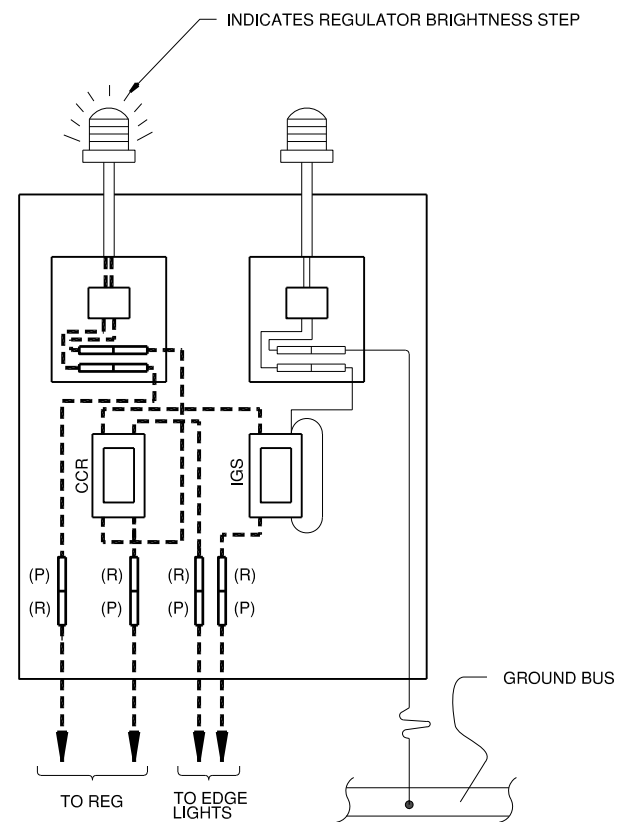 INDICATES REGULATOR BRIGHTNESS STEP
CCR
IGS
(P) (R) (R) (R)
(R) (P) (P) (P)
GROUND BUS
TO REG
TO EDGE
LIGHTS